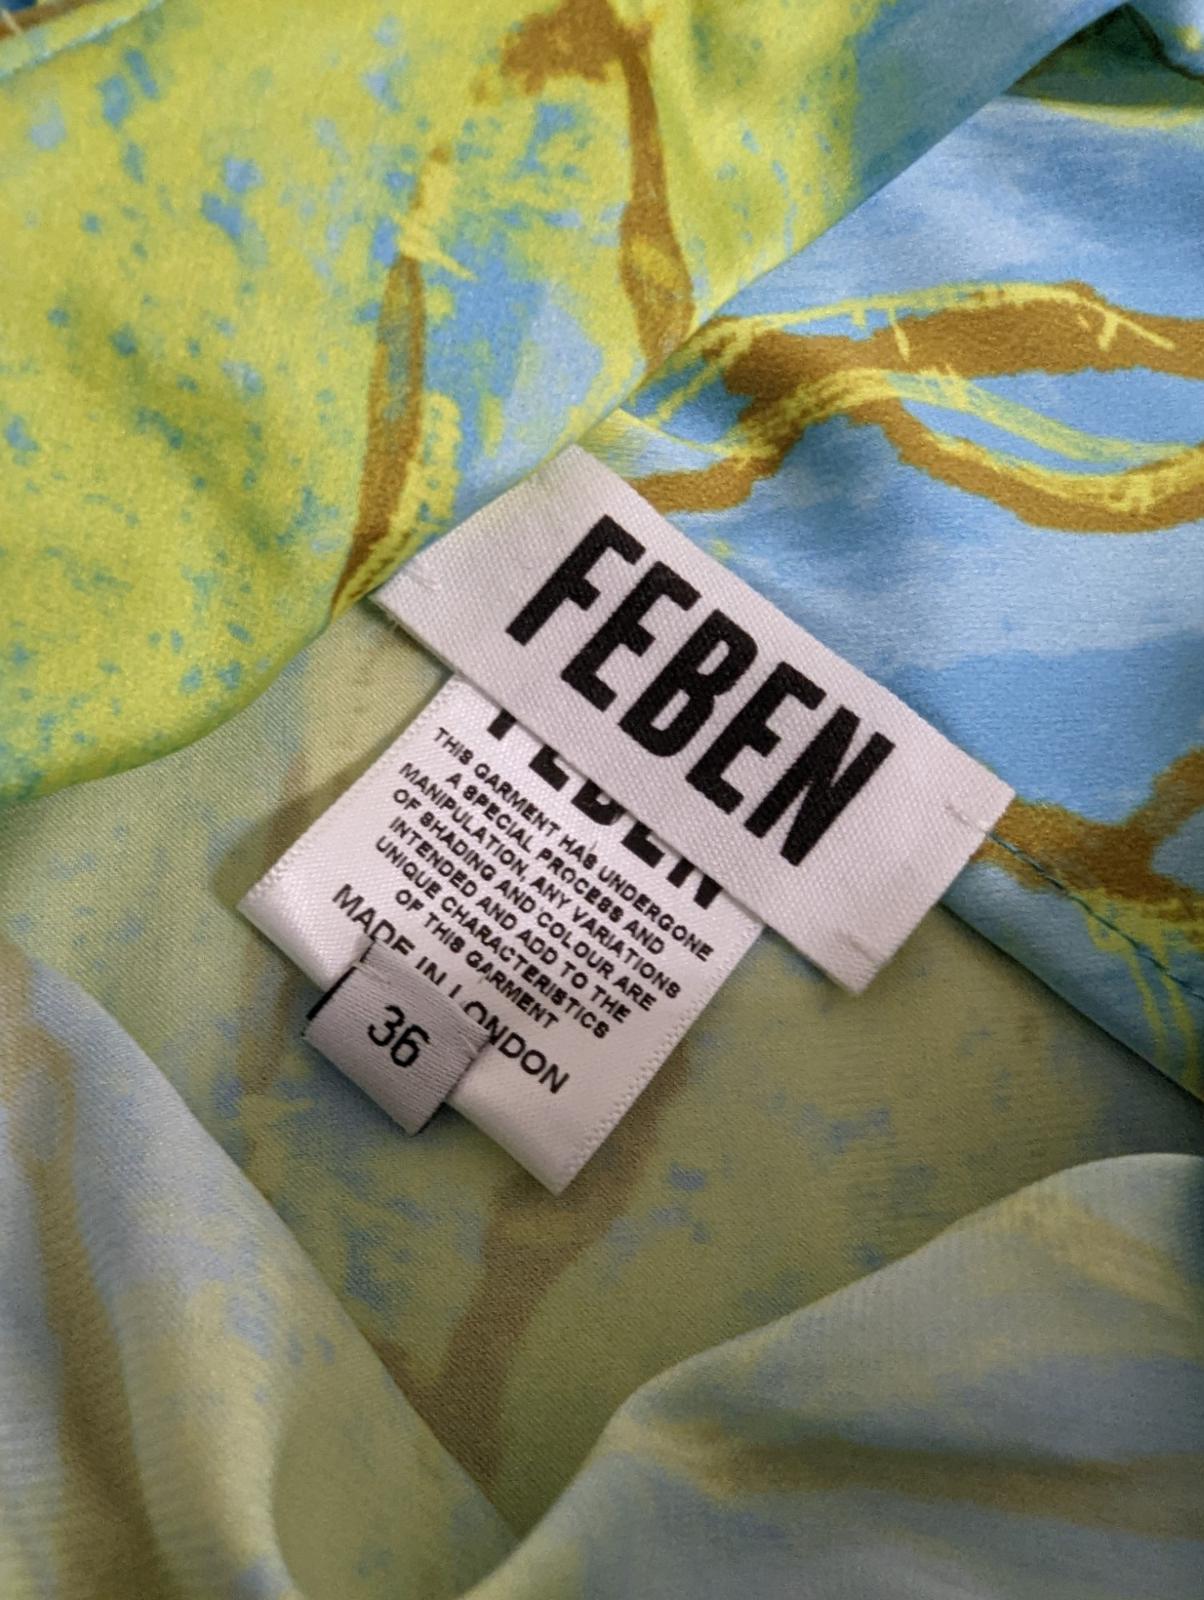 FEBEN
FEBEN
THIS GARMENT HAS UNDERGONE
A SPECIAL PROCESS AND
MANIPULATION, ANY VARIATIONS
OF SHADING AND COLOUR ARE
INTENDED AND ADD TO THE
UNIQUE CHARACTERISTICS
OF THIS GARMENT
MADE IN LONDON
36